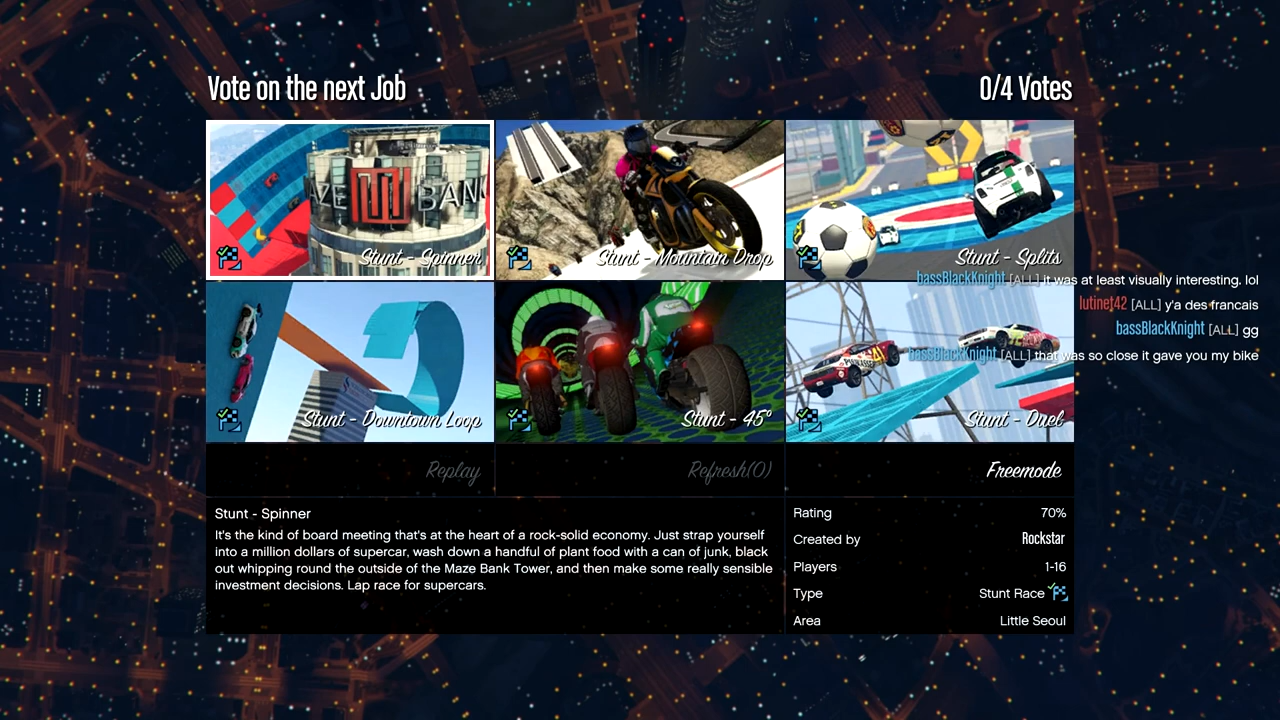 Vote on the next Job
0/4 Votes
AZE BANK
Stunt - Spinner
Stunt - Mountain Drop
Stunt - Splits
bassBlackKnight [ALL] it was at least visually interesting. lol
lutinet42 [ALL] y'a des francais
bassBlackKnight [ALL] gg
bassBlackKnight [ALL] that was so close it gave you my bike
Stunt - Downtown Loop
Stunt - 45°
Stunt - Duel
Replay
Refresh(0)
Freemode
Stunt - Spinner
It's the kind of board meeting that's at the heart of a rock-solid economy. Just strap yourself
into a million dollars of supercar, wash down a handful of plant food with a can of junk, black
out whipping round the outside of the Maze Bank Tower, and then make some really sensible
investment decisions. Lap race for supercars.
Rating 70%
Created by Rockstar
Players 1-16
Type Stunt Race
Area Little Seoul